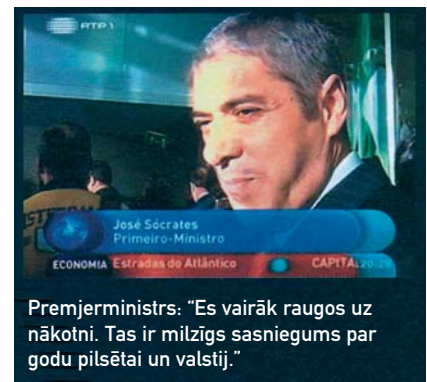 RTP 1
José Sócrates
Primeiro-Ministro
ECONOMIA Estradas do Atlântico CAPITAL 20:20
Premjerministrs: “Es vairāk raugos uz
nākotni. Tas ir milzīgs sasniegums par
godu pilsētai un valstij.”